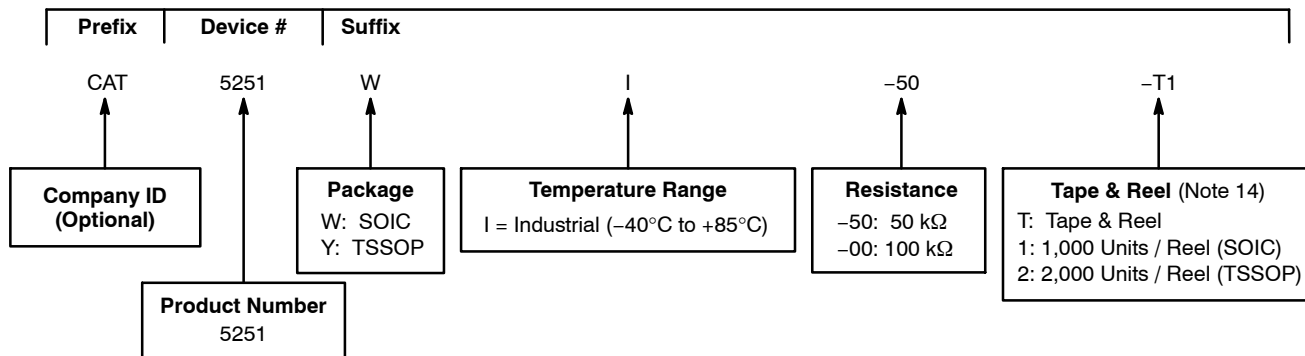 Prefix Device # Suffix
CAT 5251 W I −50 −T1
Company ID
(Optional)
Package
W: SOIC
Y: TSSOP
Temperature Range
I = Industrial (−40°C to +85°C)
Resistance
−50: 50 kΩ
−00: 100 kΩ
Tape & Reel (Note 14)
T: Tape & Reel
1: 1,000 Units / Reel (SOIC)
2: 2,000 Units / Reel (TSSOP)
Product Number
5251